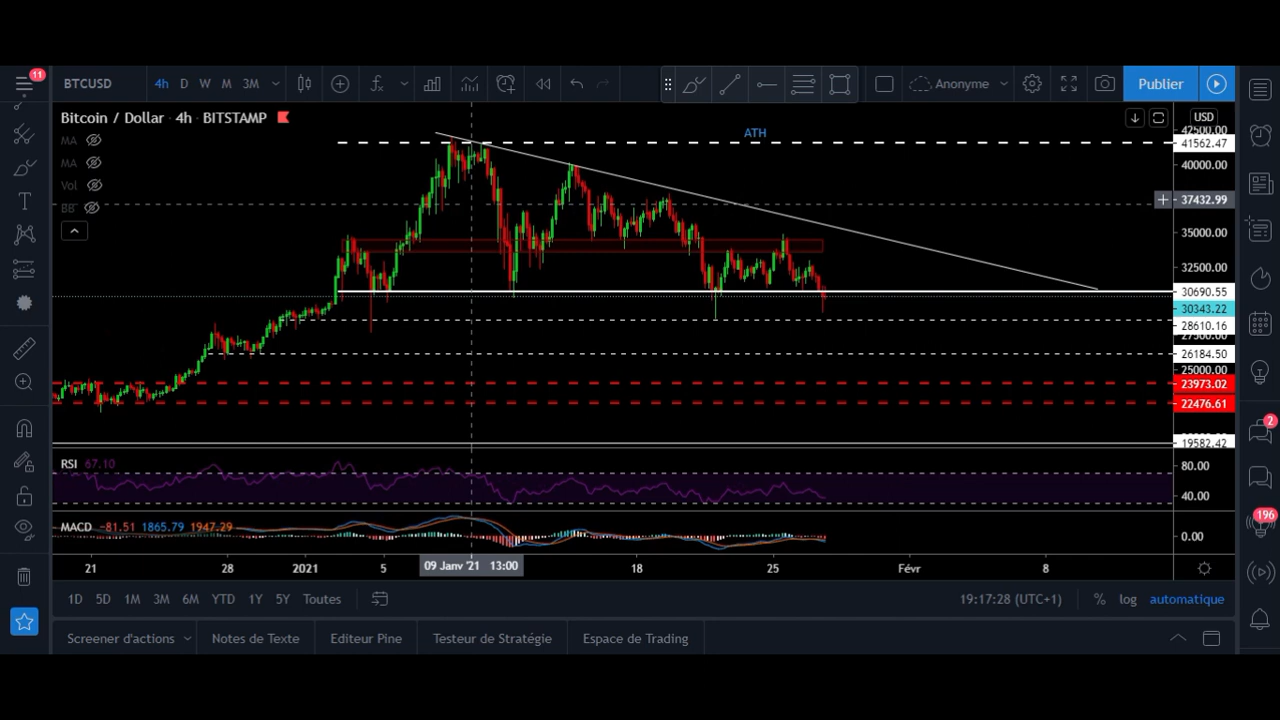 11
BTCUSD 4h D W M 3M Anonyme Publier
Bitcoin / Dollar · 4h · BITSTAMP
MA
MA
Vol
BB
ATH
USD
42500.00
41562.47
40000.00
37432.99
35000.00
32500.00
30690.55
30343.22
28610.16
26184.50
25000.00
23973.02
22476.61
19582.42
RSI 67.10
80.00
40.00
MACD -81.51 1865.79 1947.29
0.00
21 28 2021 5 09 Janv '21 13:00 18 25 Févr 8
1D 5D 1M 3M 6M YTD 1Y 5Y Toutes 19:17:28 (UTC+1) % log automatique
Screener d'actions Notes de Texte Editeur Pine Testeur de Stratégie Espace de Trading
2
196